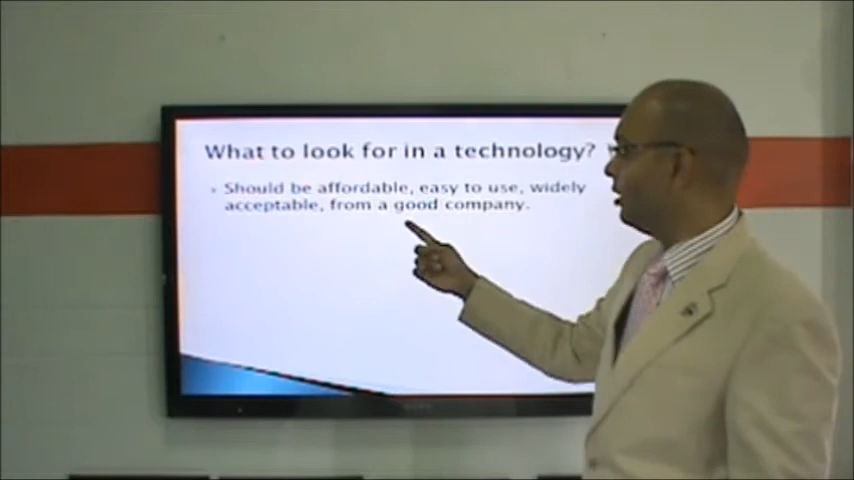 What to look for in a technology?
Should be affordable, easy to use, widely
acceptable, from a good company.